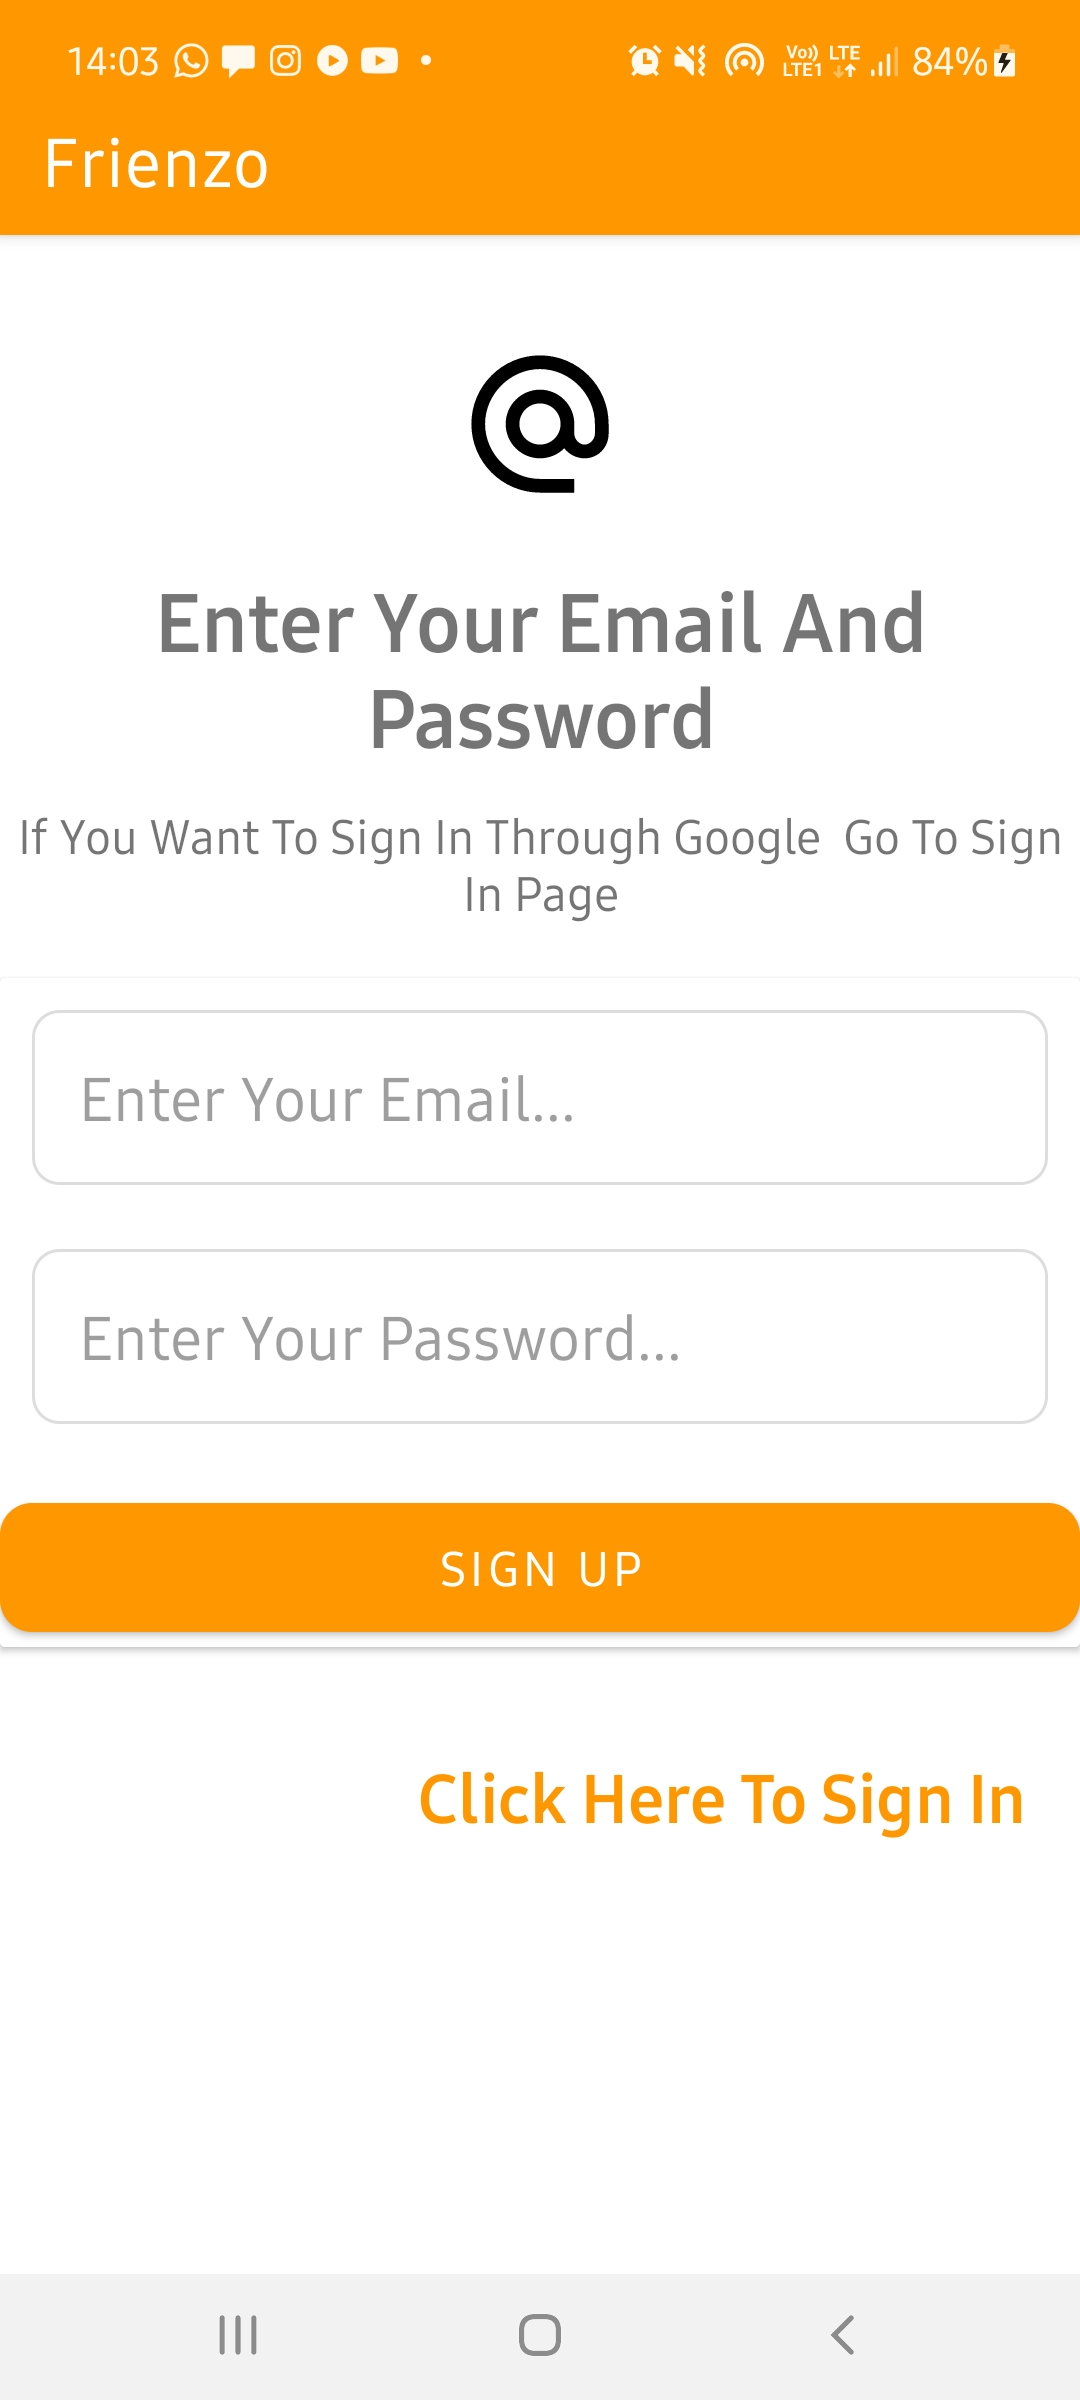 14:03 Vo)) LTE1 LTE 84%
Frienzo
@
Enter Your Email And
Password
If You Want To Sign In Through Google  Go To Sign
In Page
Enter Your Email...
Enter Your Password...
SIGN UP
Click Here To Sign In